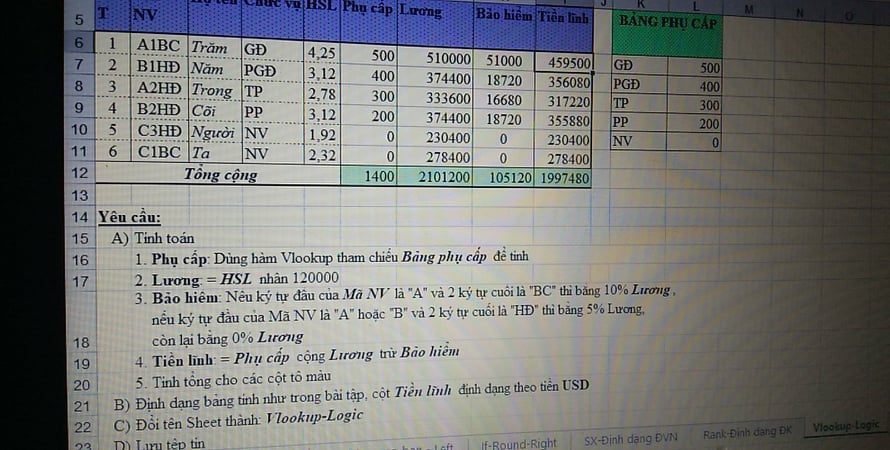 J K L M N O
5 T NV Chức vụ HSL Phụ cấp Lương Bảo hiểm Tiền lĩnh BẢNG PHỤ CẤP
6 1 A1BC Trăm GĐ 4,25 500 510000 51000 459500
7 2 B1HĐ Năm PGĐ 3,12 400 374400 18720 356080 GĐ 500
8 3 A2HĐ Trong TP 2,78 300 333600 16680 317220 PGĐ 400
9 4 B2HĐ Cõi PP 3,12 200 374400 18720 355880 TP 300
10 5 C3HĐ Người NV 1,92 0 230400 0 230400 PP 200
11 6 C1BC Ta NV 2,32 0 278400 0 278400 NV 0
12 Tổng cộng 1400 2101200 105120 1997480
13
14 Yêu cầu:
15 A) Tính toán
16 1. Phụ cấp: Dùng hàm Vlookup tham chiếu Bảng phụ cấp để tính
17 2. Lương: = HSL nhân 120000
3. Bảo hiêm: Nếu ký tự đầu của Mã NV là "A" và 2 ký tự cuối là "BC" thì bằng 10% Lương,
nếu ký tự đầu của Mã NV là "A" hoặc "B" và 2 ký tự cuối là "HĐ" thì bằng 5% Lương,
18 còn lại bằng 0% Lương
19 4. Tiền lĩnh: = Phụ cấp cộng Lương trừ Bảo hiểm
20 5. Tính tổng cho các cột tô màu
21 B) Định dạng bảng tính như trong bài tập, cột Tiền lĩnh định dạng theo tiền USD
22 C) Đổi tên Sheet thành: Vlookup-Logic
23 D) Lưu tệp tin
Left If-Round-Right SX-Định dạng ĐVN Rank-Định dạng ĐK Vlookup-Logic